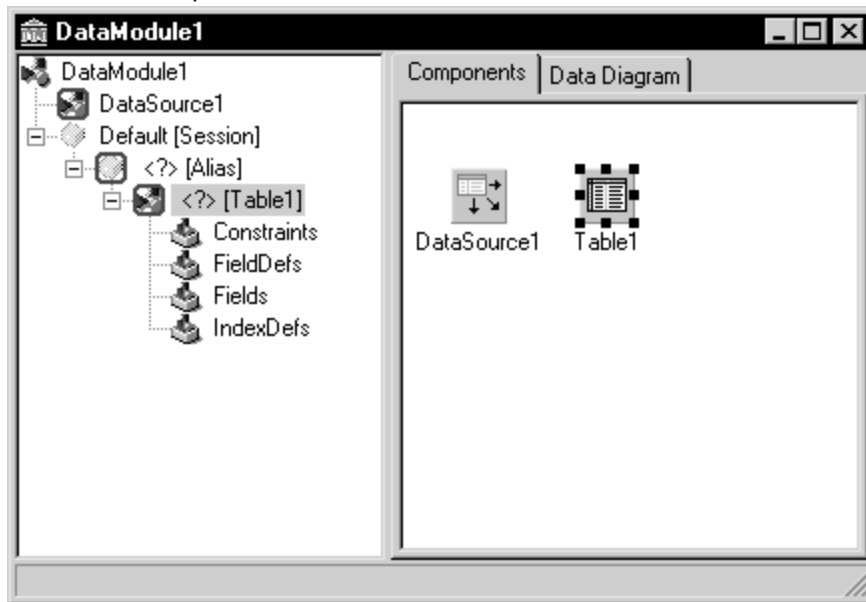 DataModule1
DataModule1
DataSource1
Default [Session]
<?> [Alias]
<?> [Table1]
Constraints
FieldDefs
Fields
IndexDefs
Components
Data Diagram
DataSource1
Table1